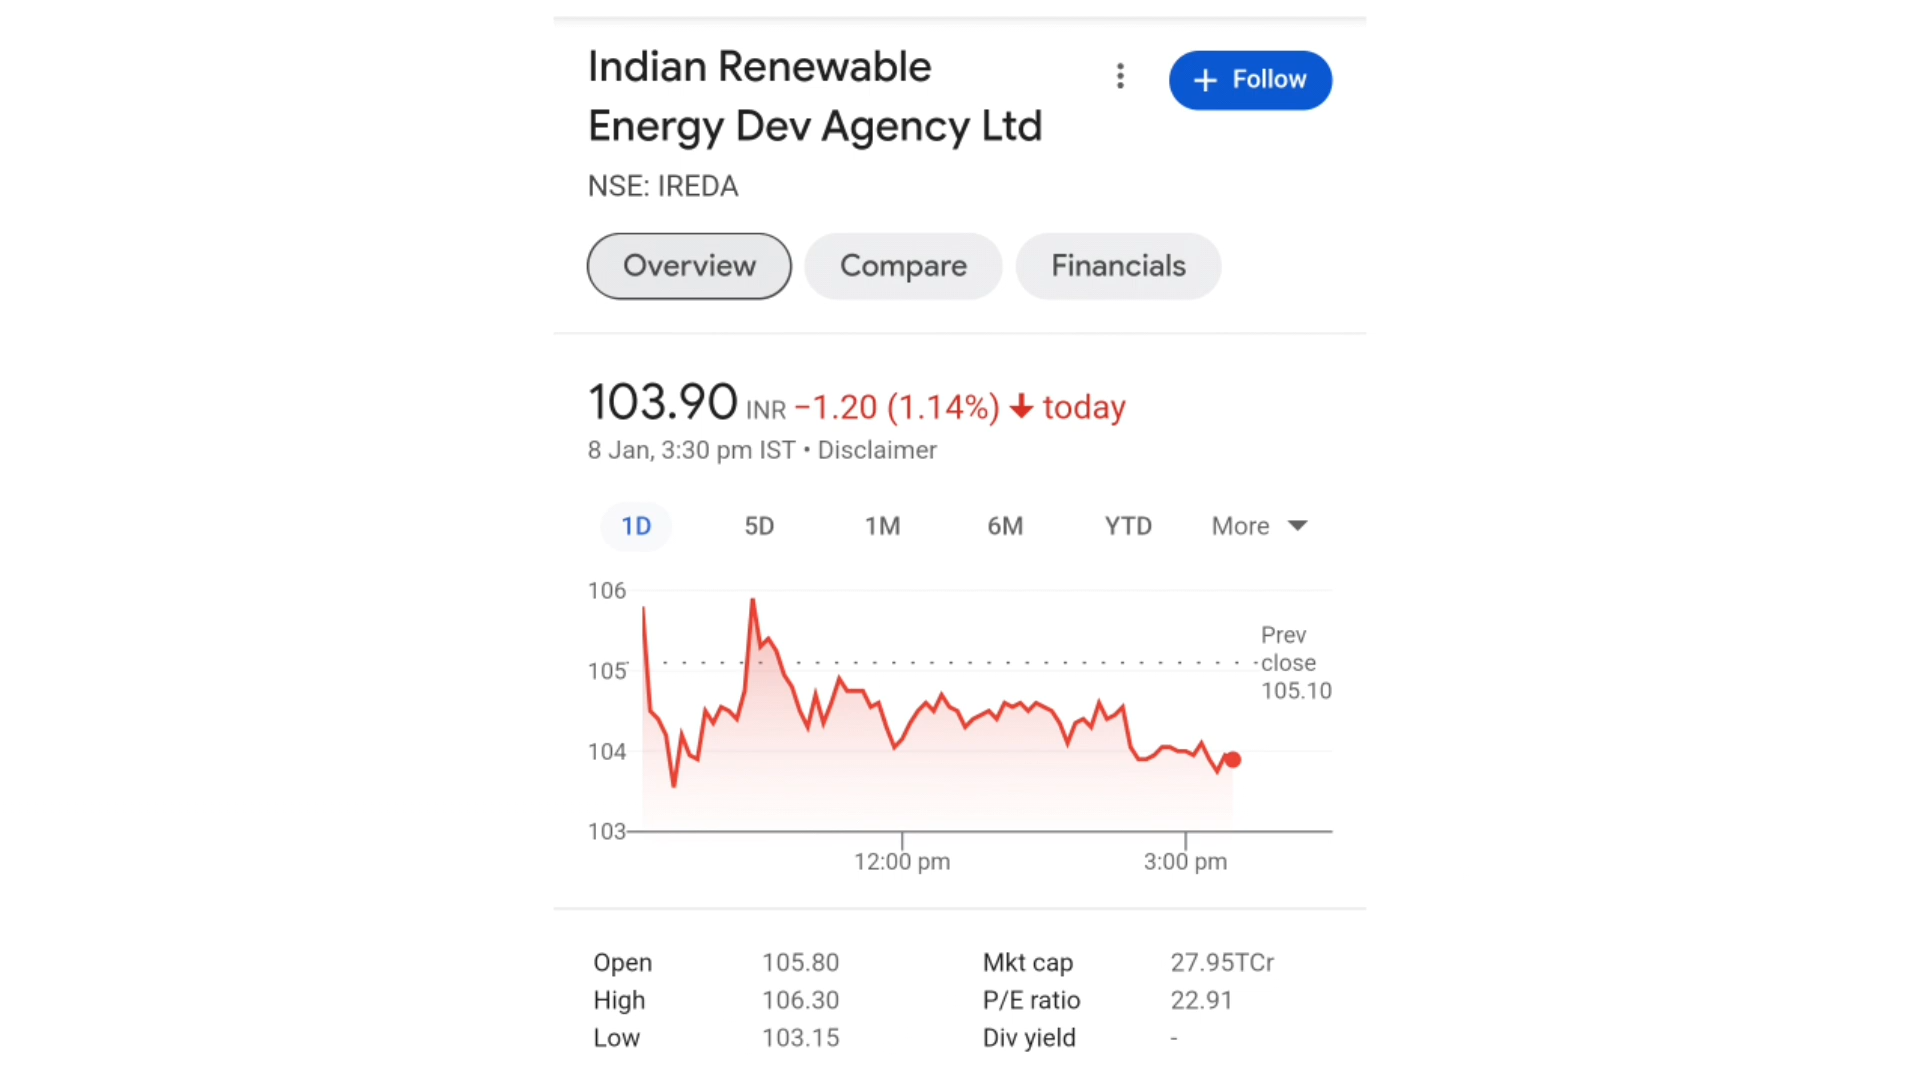 Indian Renewable
Energy Dev Agency Ltd
+ Follow
NSE: IREDA
Overview Compare Financials
103.90 INR −1.20 (1.14%) ↓ today
8 Jan, 3:30 pm IST • Disclaimer
1D 5D 1M 6M YTD More
106
105
104
103
Prev
close
105.10
12:00 pm 3:00 pm
Open 105.80 Mkt cap 27.95TCr
High 106.30 P/E ratio 22.91
Low 103.15 Div yield -